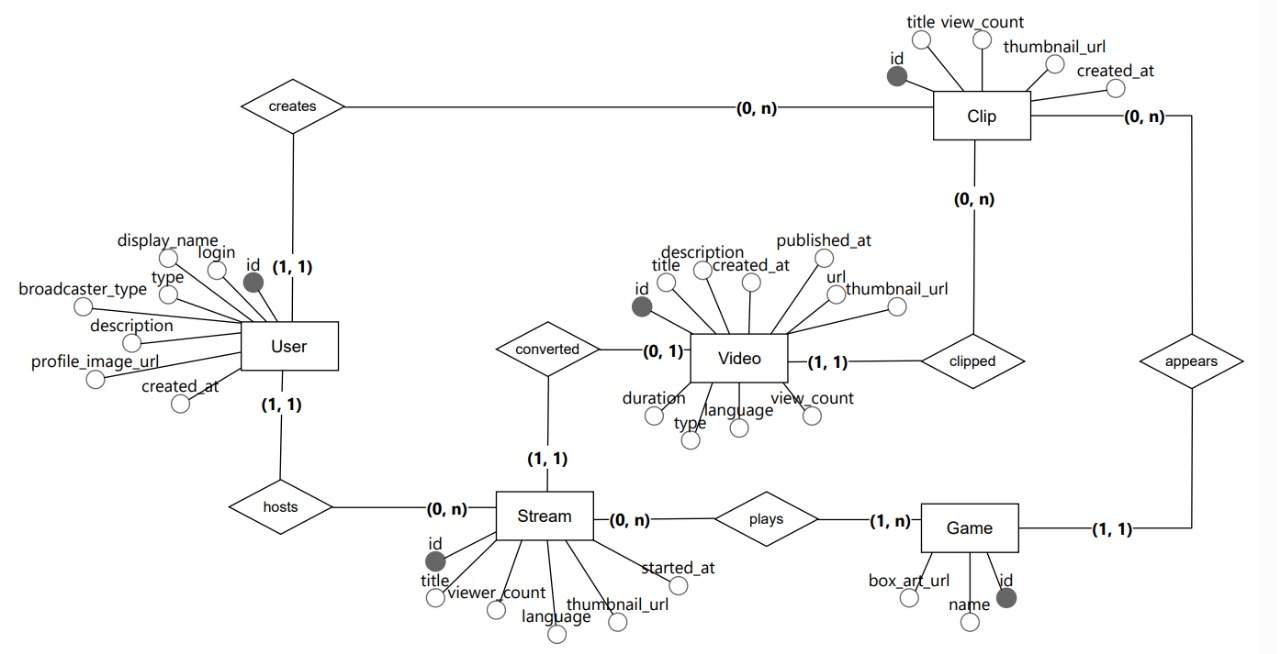 title view_count
thumbnail_url
id
created_at
creates
(0, n)
Clip
(0, n)
(0, n)
display_name
login
id
(1, 1)
type
broadcaster_type
description
profile_image_url
created_at
User
(1, 1)
published_at
description
title
created_at
url
thumbnail_url
id
converted
(0, 1)
Video
(1, 1)
clipped
appears
duration
type
language
view_count
(1, 1)
hosts
(0, n)
Stream
(0, n)
plays
(1, n)
Game
(1, 1)
id
title
viewer_count
language
thumbnail_url
started_at
box_art_url
name
id